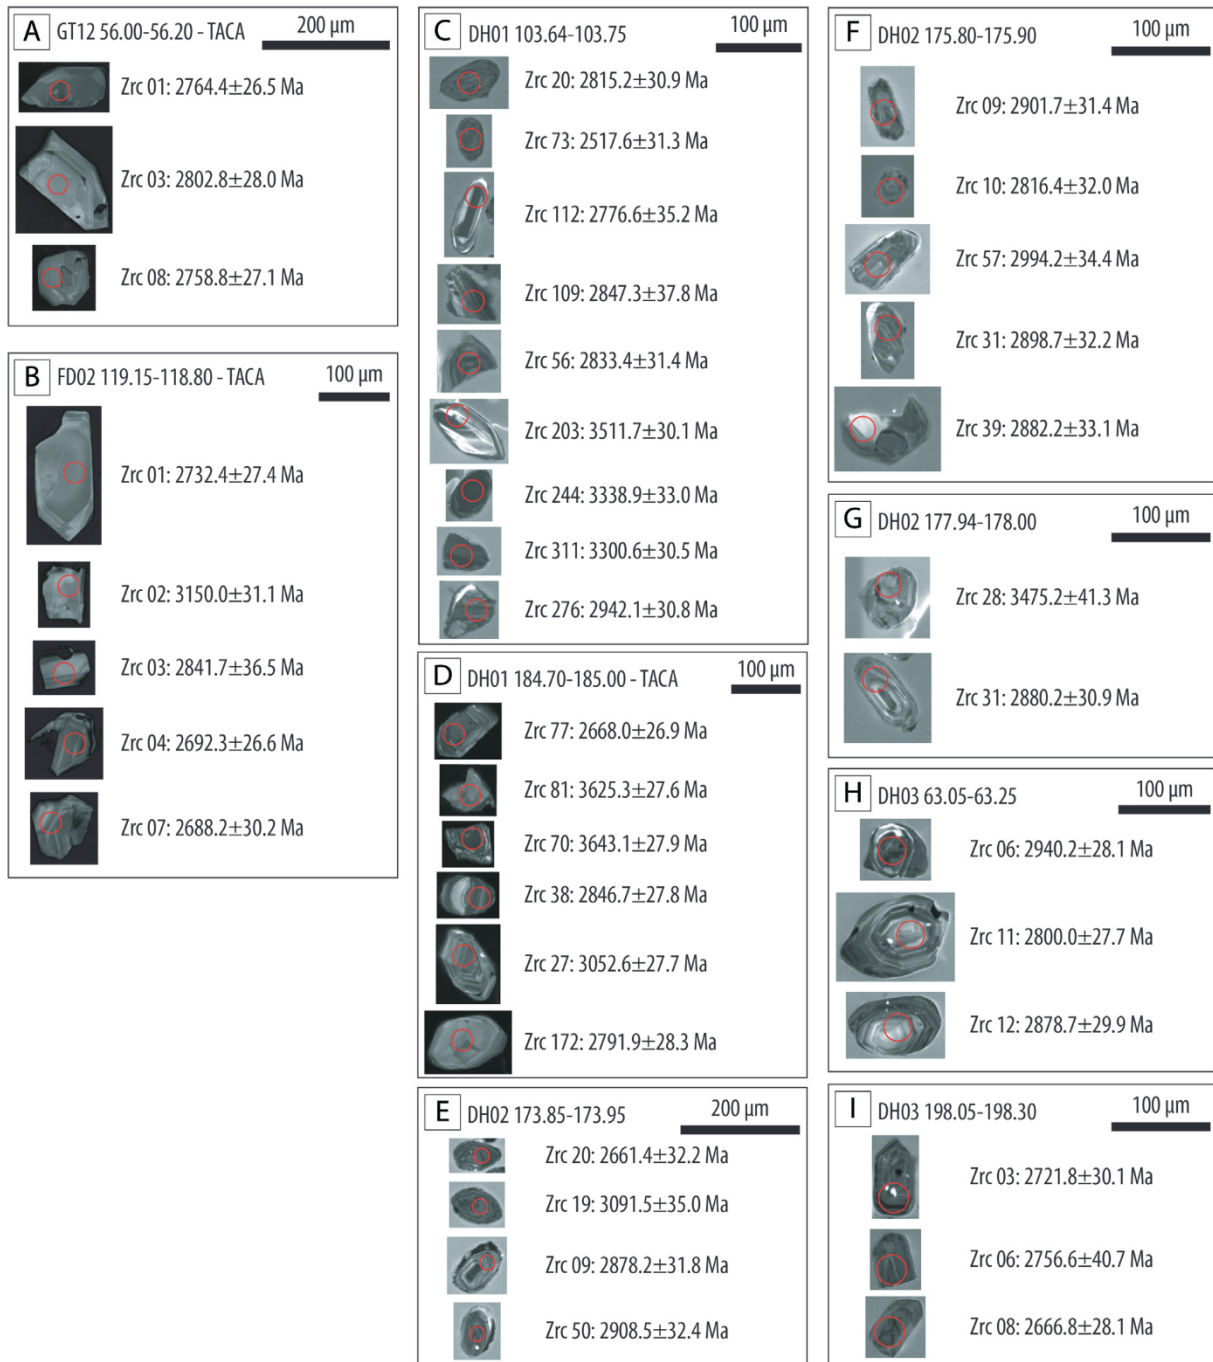 A GT12 56.00-56.20 - TACA 200 µm
Zrc 01: 2764.4±26.5 Ma
Zrc 03: 2802.8±28.0 Ma
Zrc 08: 2758.8±27.1 Ma
B FD02 119.15-118.80 - TACA 100 µm
Zrc 01: 2732.4±27.4 Ma
Zrc 02: 3150.0±31.1 Ma
Zrc 03: 2841.7±36.5 Ma
Zrc 04: 2692.3±26.6 Ma
Zrc 07: 2688.2±30.2 Ma
C DH01 103.64-103.75 100 µm
Zrc 20: 2815.2±30.9 Ma
Zrc 73: 2517.6±31.3 Ma
Zrc 112: 2776.6±35.2 Ma
Zrc 109: 2847.3±37.8 Ma
Zrc 56: 2833.4±31.4 Ma
Zrc 203: 3511.7±30.1 Ma
Zrc 244: 3338.9±33.0 Ma
Zrc 311: 3300.6±30.5 Ma
Zrc 276: 2942.1±30.8 Ma
D DH01 184.70-185.00 - TACA 100 µm
Zrc 77: 2668.0±26.9 Ma
Zrc 81: 3625.3±27.6 Ma
Zrc 70: 3643.1±27.9 Ma
Zrc 38: 2846.7±27.8 Ma
Zrc 27: 3052.6±27.7 Ma
Zrc 172: 2791.9±28.3 Ma
E DH02 173.85-173.95 200 µm
Zrc 20: 2661.4±32.2 Ma
Zrc 19: 3091.5±35.0 Ma
Zrc 09: 2878.2±31.8 Ma
Zrc 50: 2908.5±32.4 Ma
F DH02 175.80-175.90 100 µm
Zrc 09: 2901.7±31.4 Ma
Zrc 10: 2816.4±32.0 Ma
Zrc 57: 2994.2±34.4 Ma
Zrc 31: 2898.7±32.2 Ma
Zrc 39: 2882.2±33.1 Ma
G DH02 177.94-178.00 100 µm
Zrc 28: 3475.2±41.3 Ma
Zrc 31: 2880.2±30.9 Ma
H DH03 63.05-63.25 100 µm
Zrc 06: 2940.2±28.1 Ma
Zrc 11: 2800.0±27.7 Ma
Zrc 12: 2878.7±29.9 Ma
I DH03 198.05-198.30 100 µm
Zrc 03: 2721.8±30.1 Ma
Zrc 06: 2756.6±40.7 Ma
Zrc 08: 2666.8±28.1 Ma